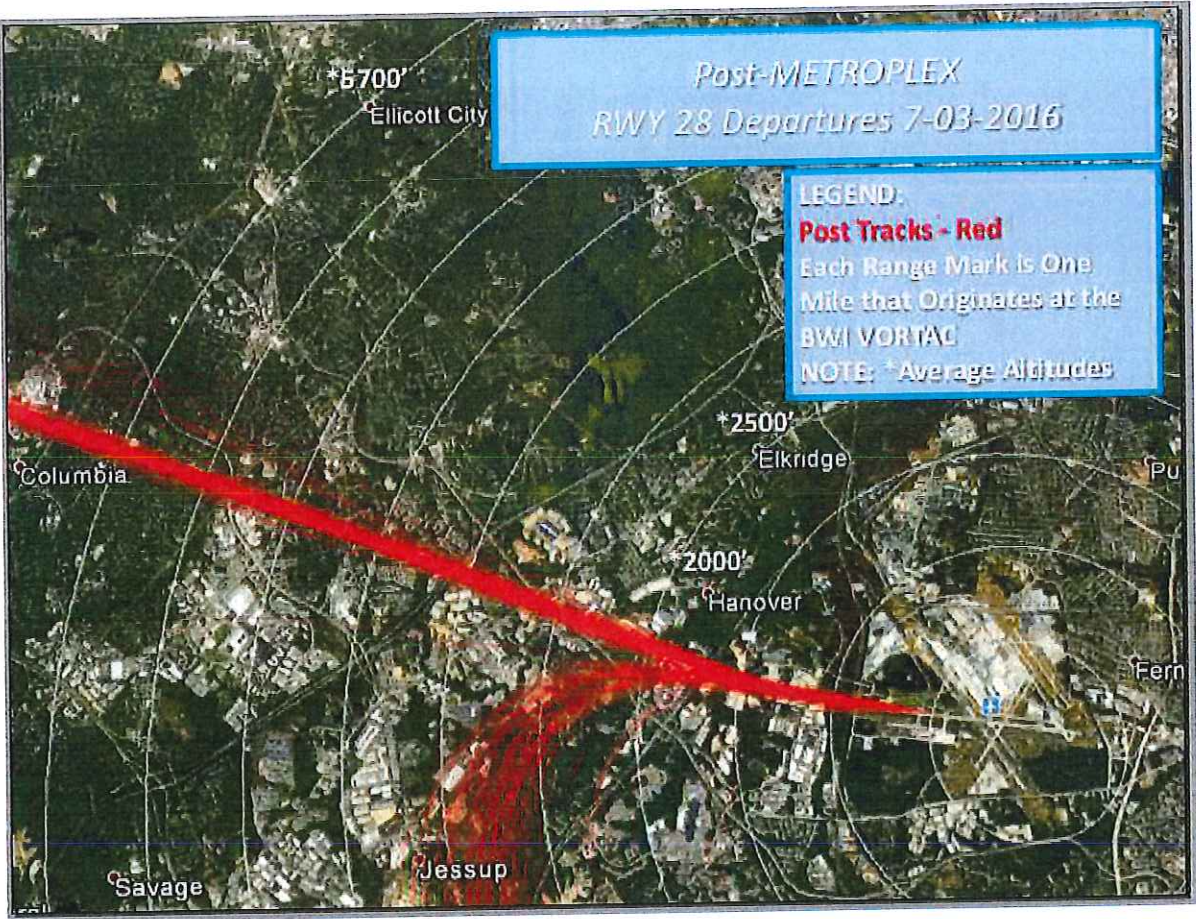 Post-METROPLEX
RWY 28 Departures 7-03-2016
LEGEND:
Post Tracks - Red
Each Range Mark is One
Mile that Originates at the
BWI VORTAC
NOTE: *Average Altitudes
Ellicott City
*2500'
Elkridge
Pu
Columbia
*2000'
Hanover
Fern
Jessup
Savage